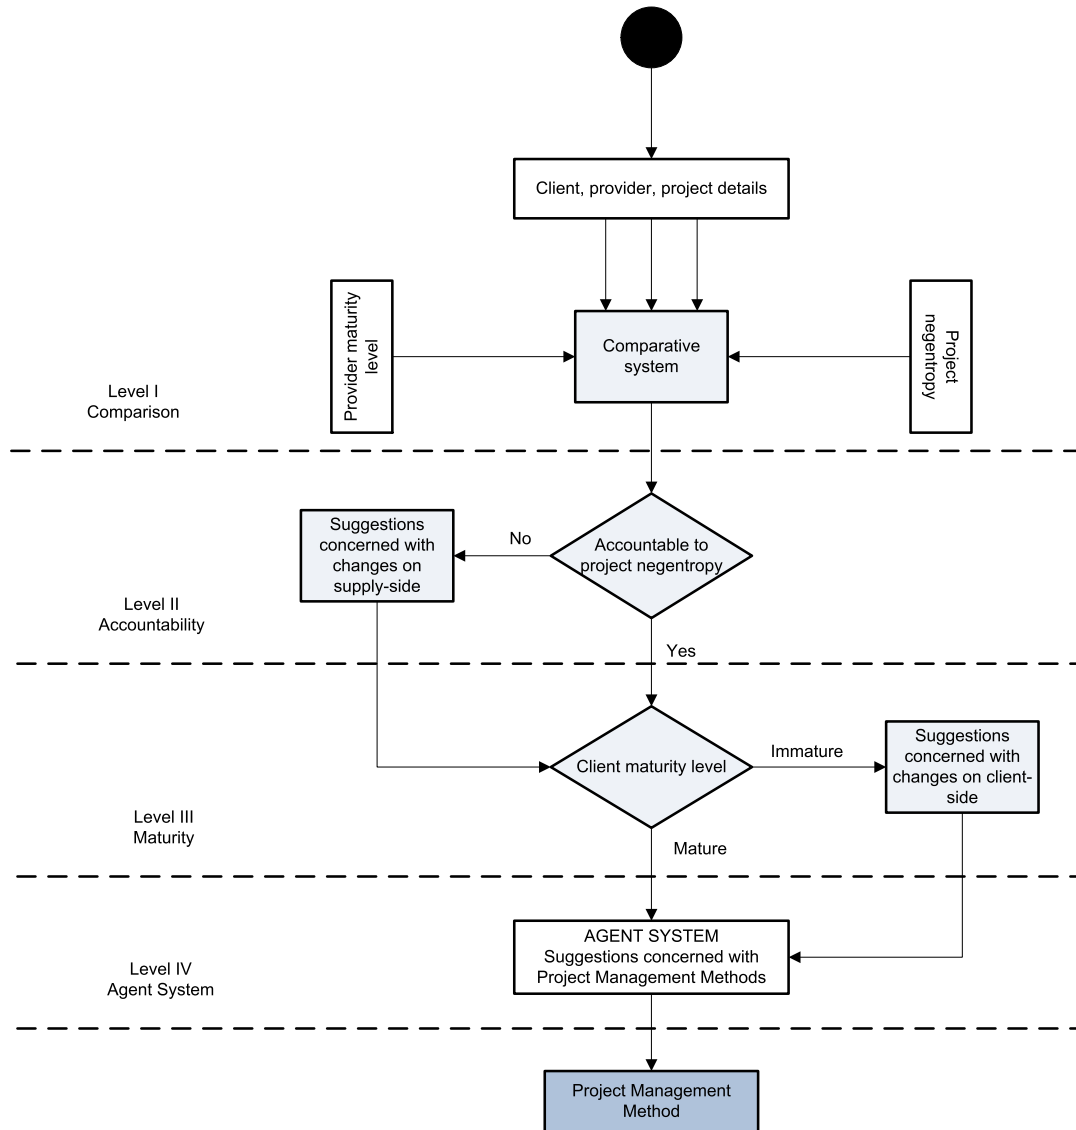 Client, provider, project details
Provider maturity
level
Comparative
system
Project
negentropy
Level I
Comparison
Suggestions
concerned with
changes on
supply-side
No
Accountable to
project negentropy
Level II
Accountability
Yes
Client maturity level
Immature
Suggestions
concerned with
changes on client-
side
Level III
Maturity
Mature
AGENT SYSTEM
Suggestions concerned with
Project Management Methods
Level IV
Agent System
Project Management
Method